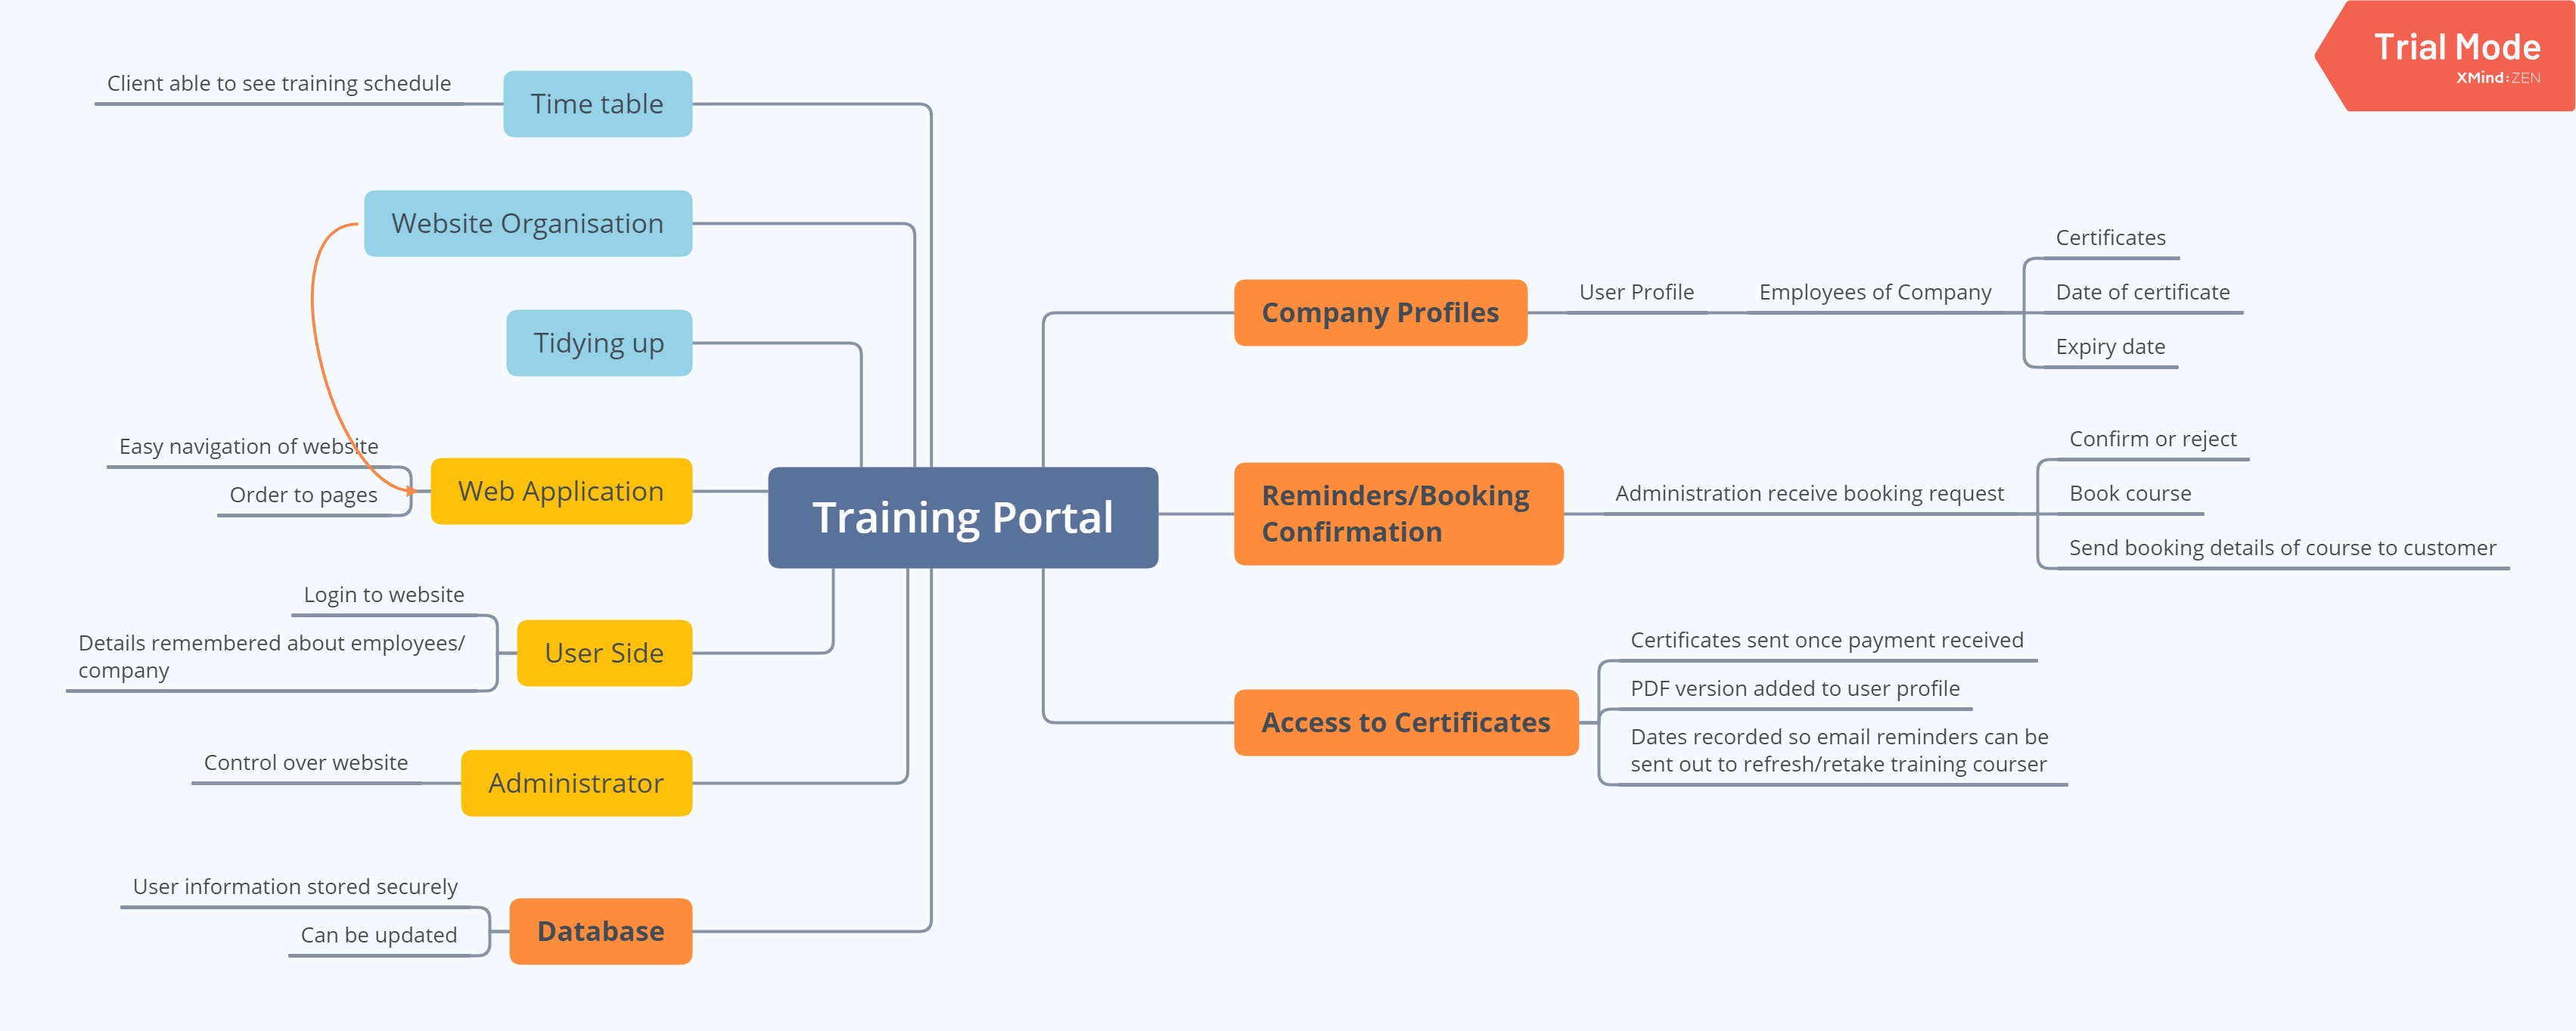 Trial Mode
XMind:ZEN
Training Portal
Company Profiles
User Profile
Employees of Company
Certificates
Date of certificate
Expiry date
Reminders/Booking
Confirmation
Administration receive booking request
Confirm or reject
Book course
Send booking details of course to customer
Access to Certificates
Certificates sent once payment received
PDF version added to user profile
Dates recorded so email reminders can be
sent out to refresh/retake training courser
Time table
Client able to see training schedule
Website Organisation
Tidying up
Web Application
Easy navigation of website
Order to pages
User Side
Login to website
Details remembered about employees/
company
Administrator
Control over website
Database
User information stored securely
Can be updated